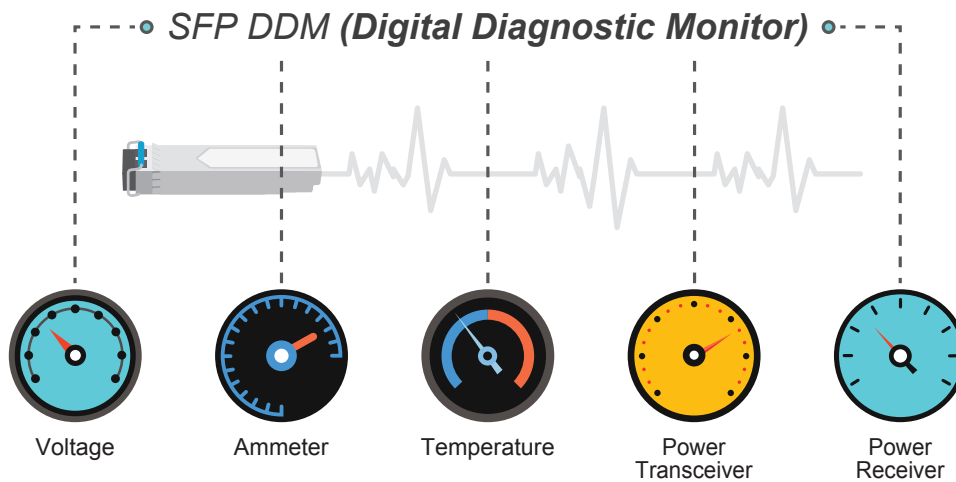 SFP DDM (Digital Diagnostic Monitor)
Voltage
Ammeter
Temperature
Power
Transceiver
Power
Receiver